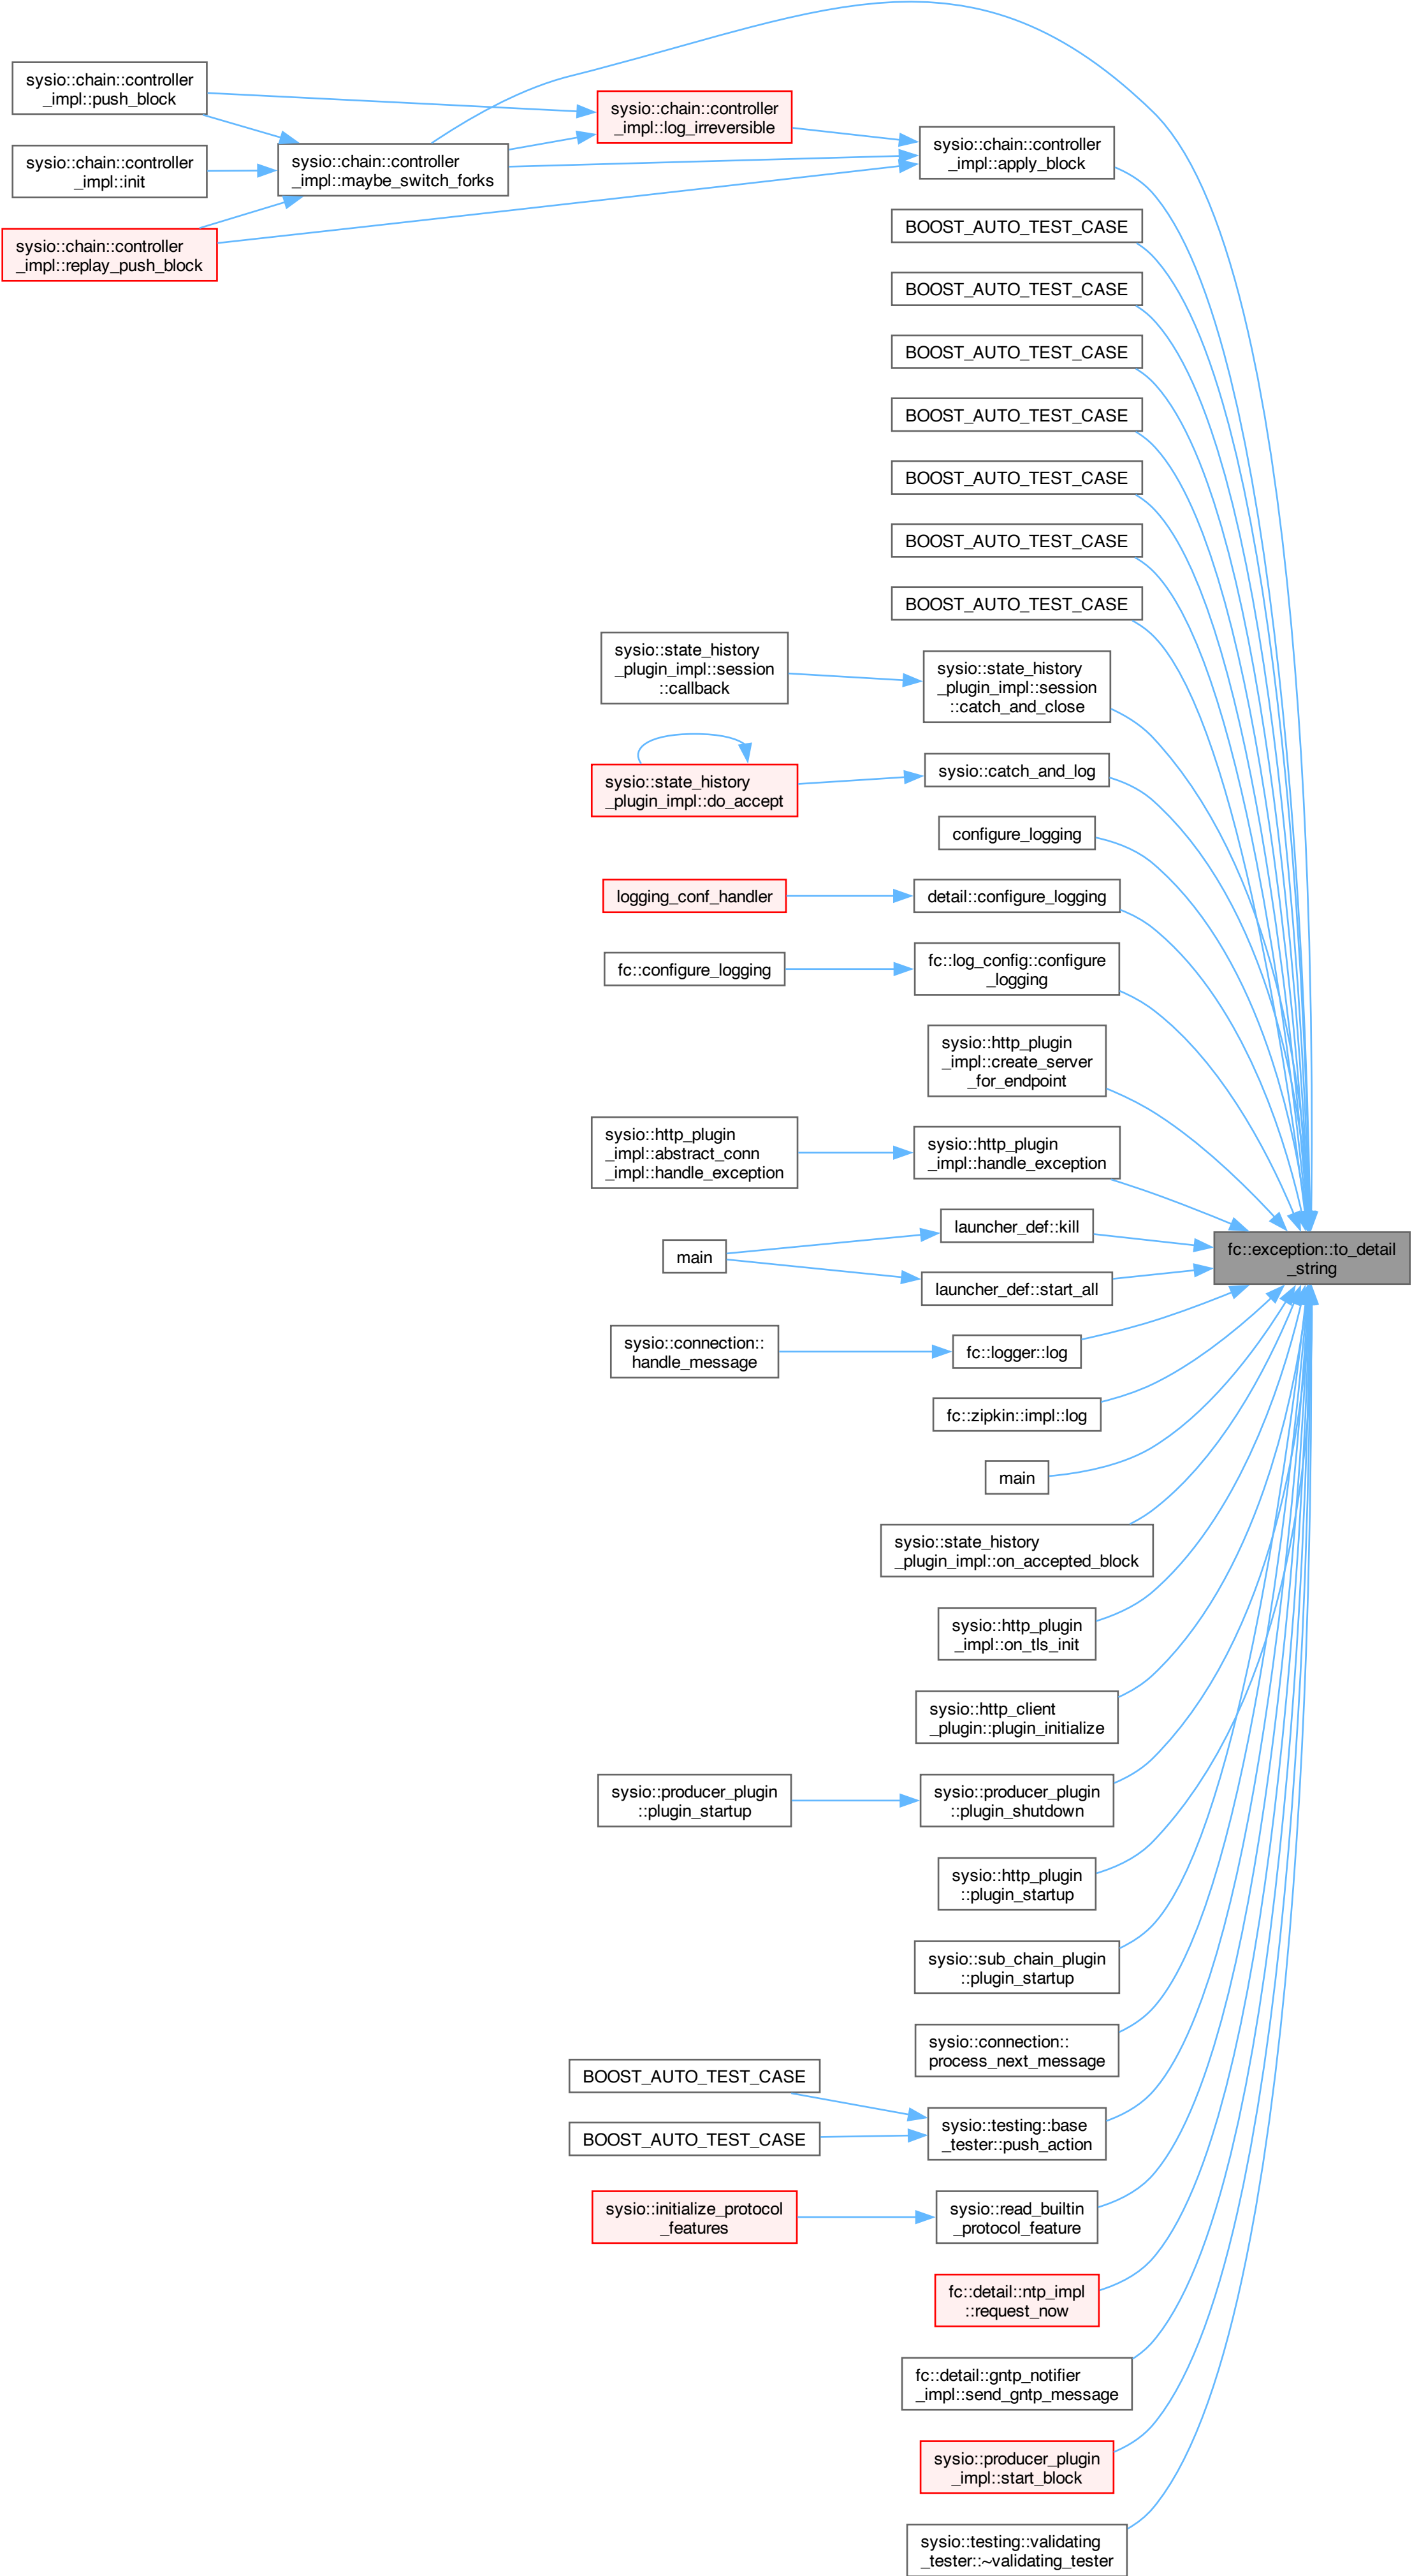 sysio::chain::controller
_impl::push_block
sysio::chain::controller
_impl::init
sysio::chain::controller
_impl::replay_push_block
sysio::chain::controller
_impl::maybe_switch_forks
sysio::chain::controller
_impl::log_irreversible
sysio::chain::controller
_impl::apply_block
BOOST_AUTO_TEST_CASE
BOOST_AUTO_TEST_CASE
BOOST_AUTO_TEST_CASE
BOOST_AUTO_TEST_CASE
BOOST_AUTO_TEST_CASE
BOOST_AUTO_TEST_CASE
BOOST_AUTO_TEST_CASE
sysio::state_history
_plugin_impl::session
::callback
sysio::state_history
_plugin_impl::session
::catch_and_close
sysio::state_history
_plugin_impl::do_accept
sysio::catch_and_log
configure_logging
logging_conf_handler
detail::configure_logging
fc::configure_logging
fc::log_config::configure
_logging
sysio::http_plugin
_impl::create_server
_for_endpoint
sysio::http_plugin
_impl::abstract_conn
_impl::handle_exception
sysio::http_plugin
_impl::handle_exception
main
launcher_def::kill
launcher_def::start_all
fc::exception::to_detail
_string
sysio::connection::
handle_message
fc::logger::log
fc::zipkin::impl::log
main
sysio::state_history
_plugin_impl::on_accepted_block
sysio::http_plugin
_impl::on_tls_init
sysio::http_client
_plugin::plugin_initialize
sysio::producer_plugin
::plugin_startup
sysio::producer_plugin
::plugin_shutdown
sysio::http_plugin
::plugin_startup
sysio::sub_chain_plugin
::plugin_startup
sysio::connection::
process_next_message
BOOST_AUTO_TEST_CASE
BOOST_AUTO_TEST_CASE
sysio::testing::base
_tester::push_action
sysio::initialize_protocol
_features
sysio::read_builtin
_protocol_feature
fc::detail::ntp_impl
::request_now
fc::detail::gntp_notifier
_impl::send_gntp_message
sysio::producer_plugin
_impl::start_block
sysio::testing::validating
_tester::~validating_tester